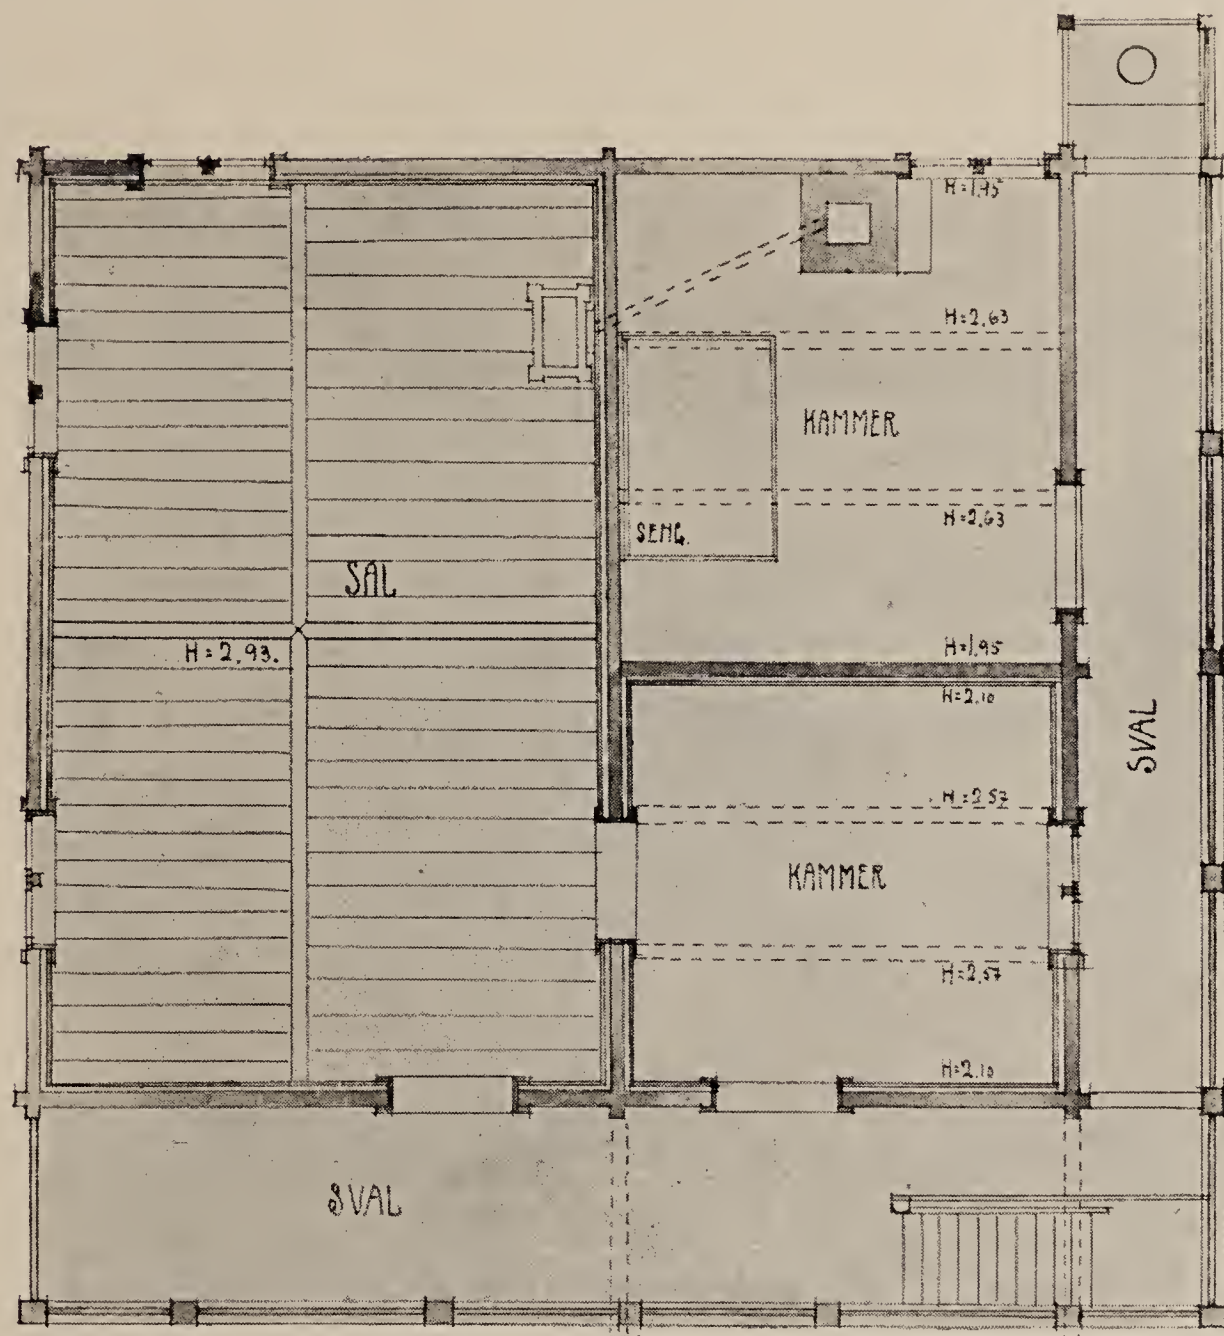 H=1,95
H=2,63
KAMMER
H=2,63
SENG.
SAL
H=2,93.
H=1,95
H=2,10
SVAL
H=2,57
KAMMER
H=2,57
H=2,10
SVAL